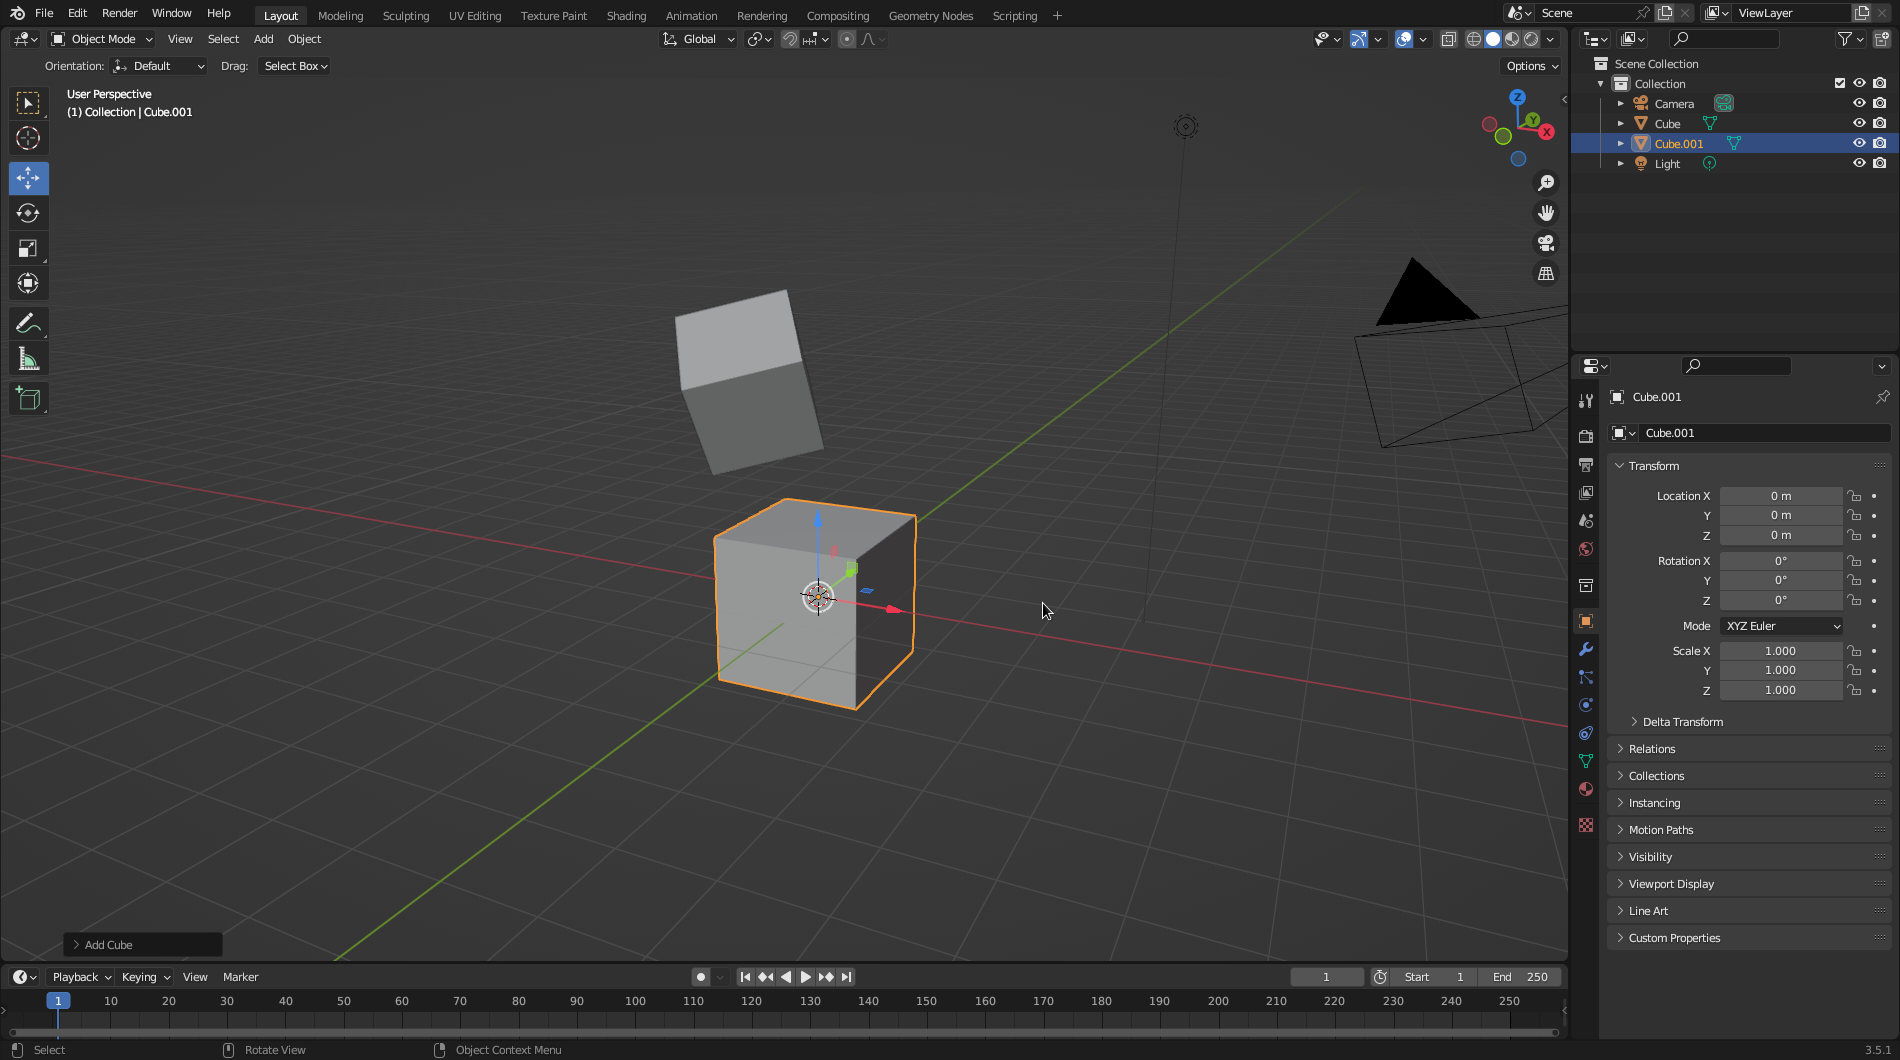 File Edit Render Window Help Layout Modeling Sculpting UV Editing Texture Paint Shading Animation Rendering Compositing Geometry Nodes Scripting + Scene ViewLayer
Object Mode View Select Add Object Global
Orientation: Default Drag: Select Box Options
User Perspective
(1) Collection | Cube.001
Z
Y
X
Scene Collection
Collection
Camera
Cube
Cube.001
Light
Cube.001
Cube.001
Transform
Location X 0 m
Y 0 m
Z 0 m
Rotation X 0°
Y 0°
Z 0°
Mode XYZ Euler
Scale X 1.000
Y 1.000
Z 1.000
Delta Transform
Relations
Collections
Instancing
Motion Paths
Visibility
Viewport Display
Line Art
Custom Properties
Add Cube
Playback Keying View Marker 1 Start 1 End 250
1 10 20 30 40 50 60 70 80 90 100 110 120 130 140 150 160 170 180 190 200 210 220 230 240 250
Select Rotate View Object Context Menu 3.5.1